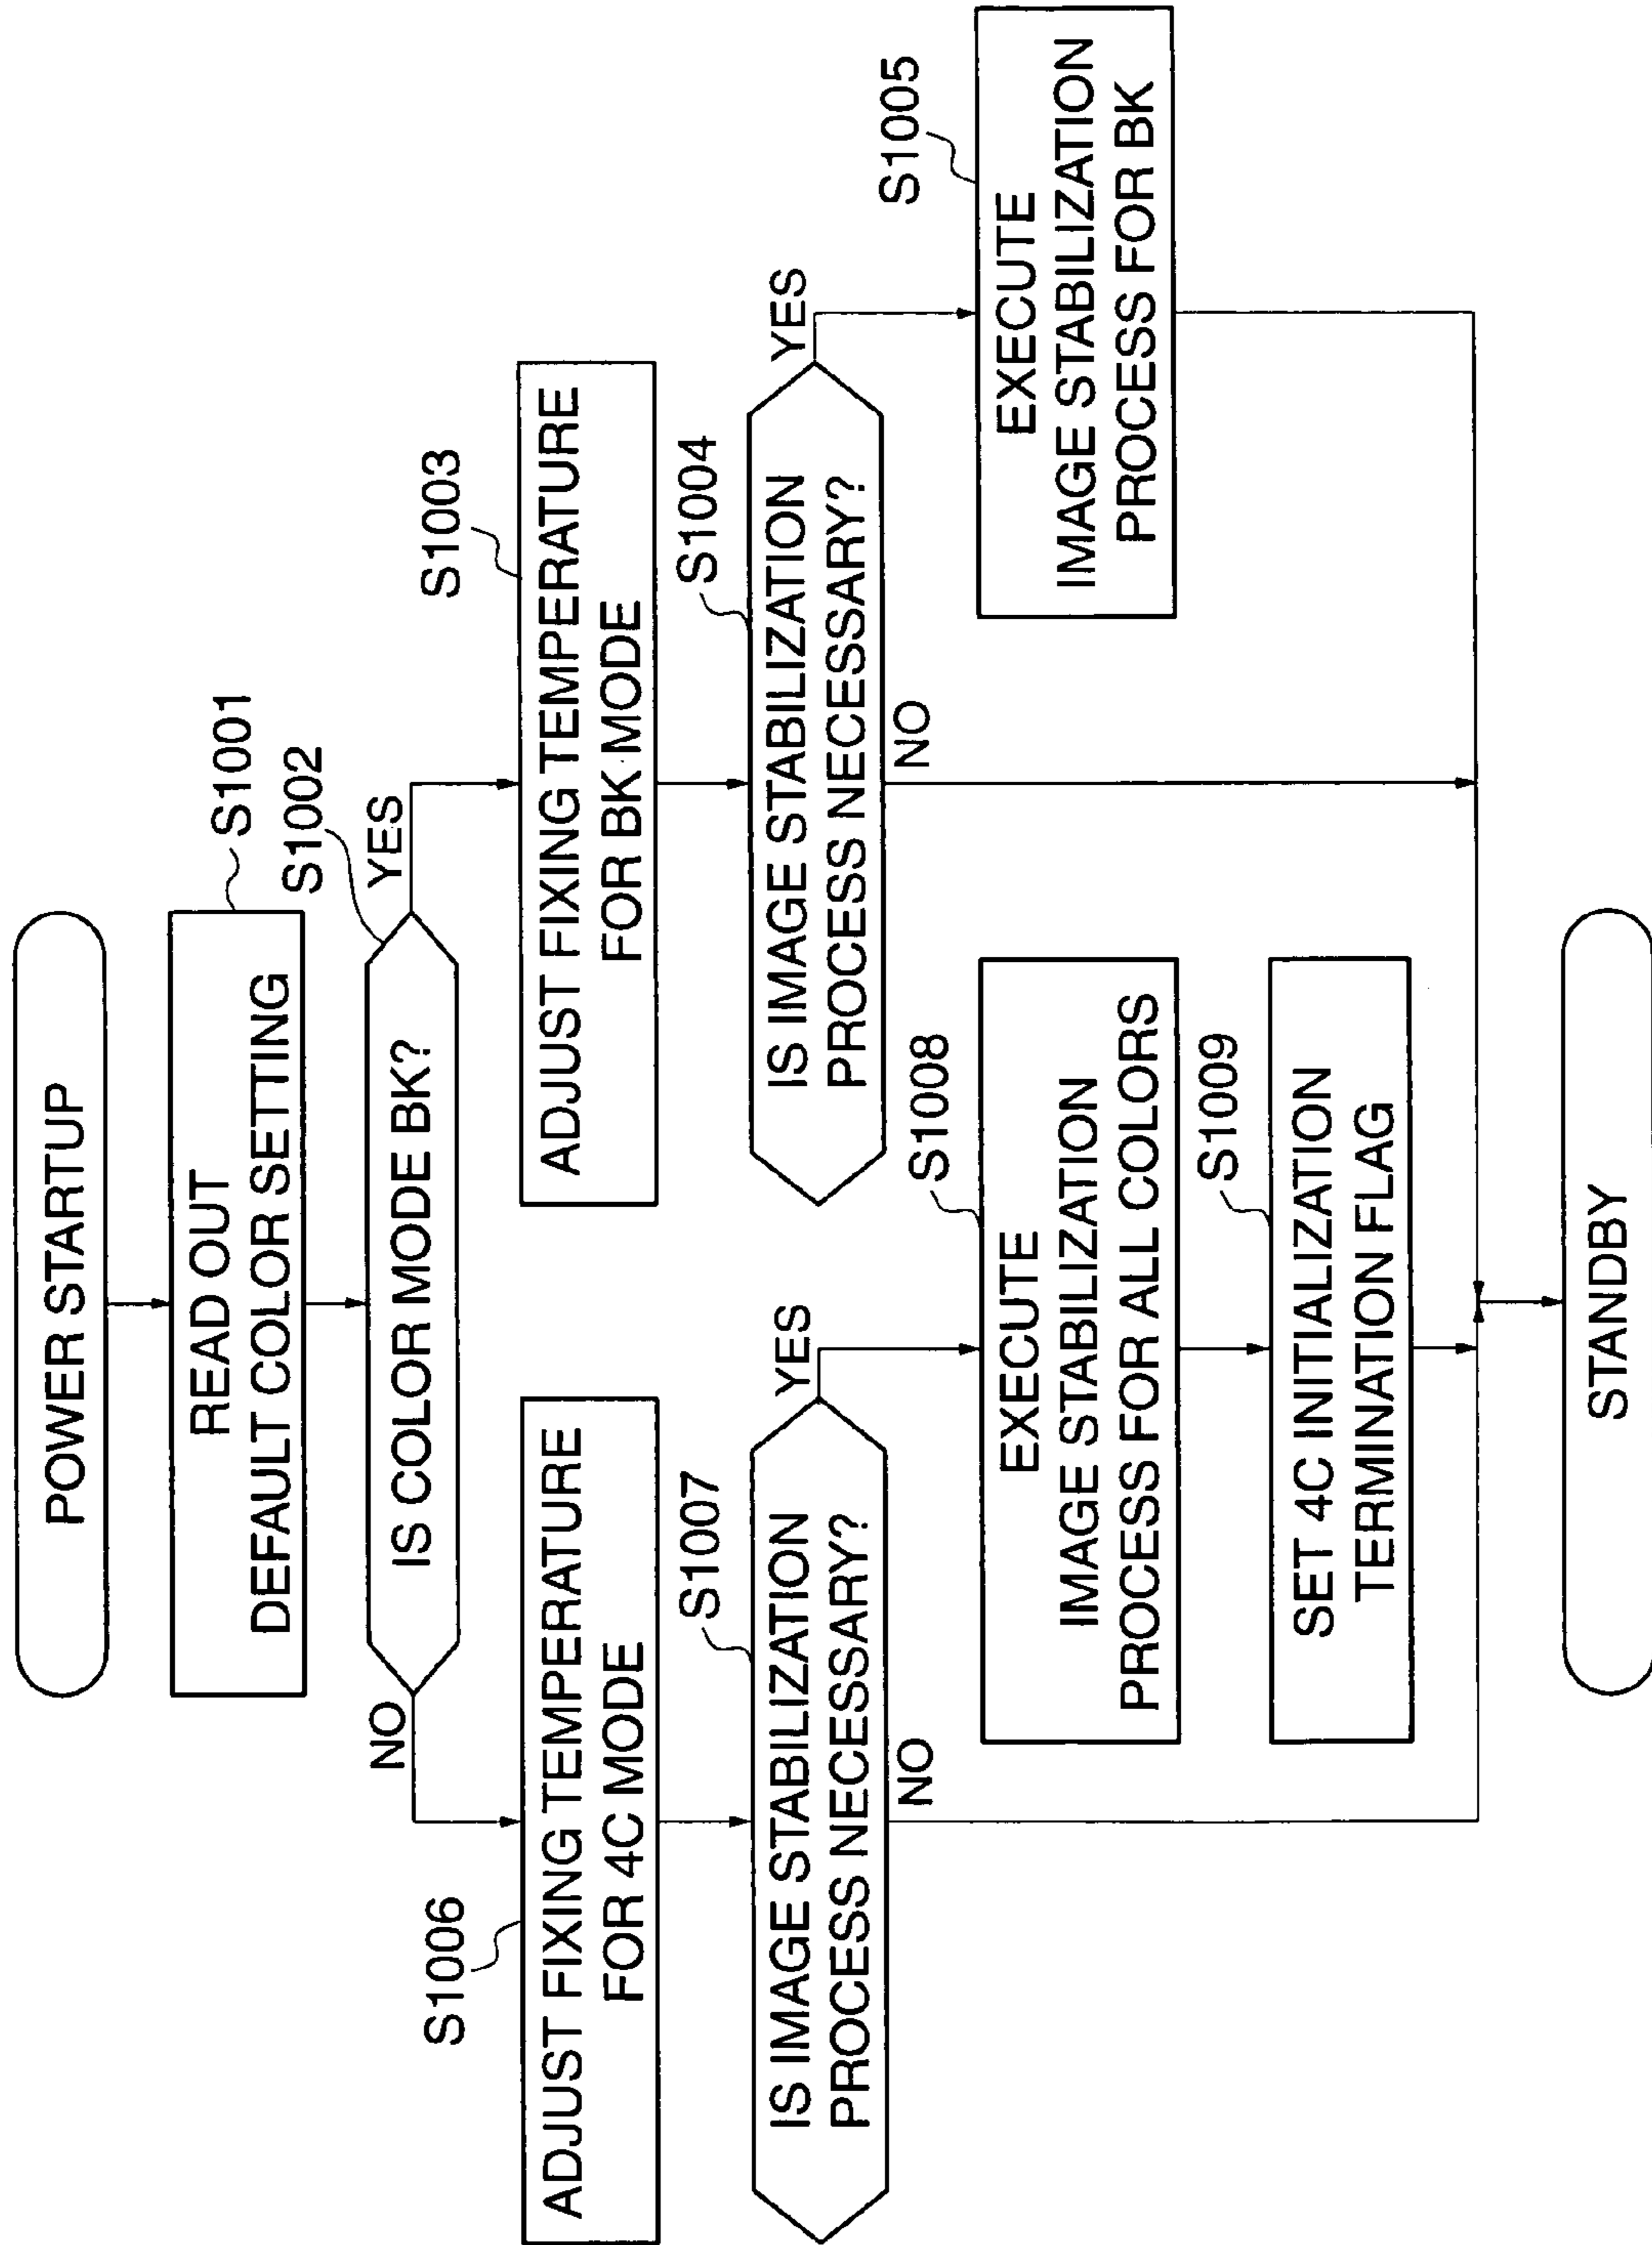 POWER STARTUP
READ OUT
DEFAULT COLOR SETTING
S1001
IS COLOR MODE BK?
S1002
NO
YES
S1006
ADJUST FIXING TEMPERATURE
FOR 4C MODE
S1003
ADJUST FIXING TEMPERATURE
FOR BK MODE
S1007
IS IMAGE STABILIZATION
PROCESS NECESSARY?
YES
NO
S1004
IS IMAGE STABILIZATION
PROCESS NECESSARY?
YES
NO
S1008
EXECUTE
IMAGE STABILIZATION
PROCESS FOR ALL COLORS
S1005
EXECUTE
IMAGE STABILIZATION
PROCESS FOR BK
S1009
SET 4C INITIALIZATION
TERMINATION FLAG
STANDBY